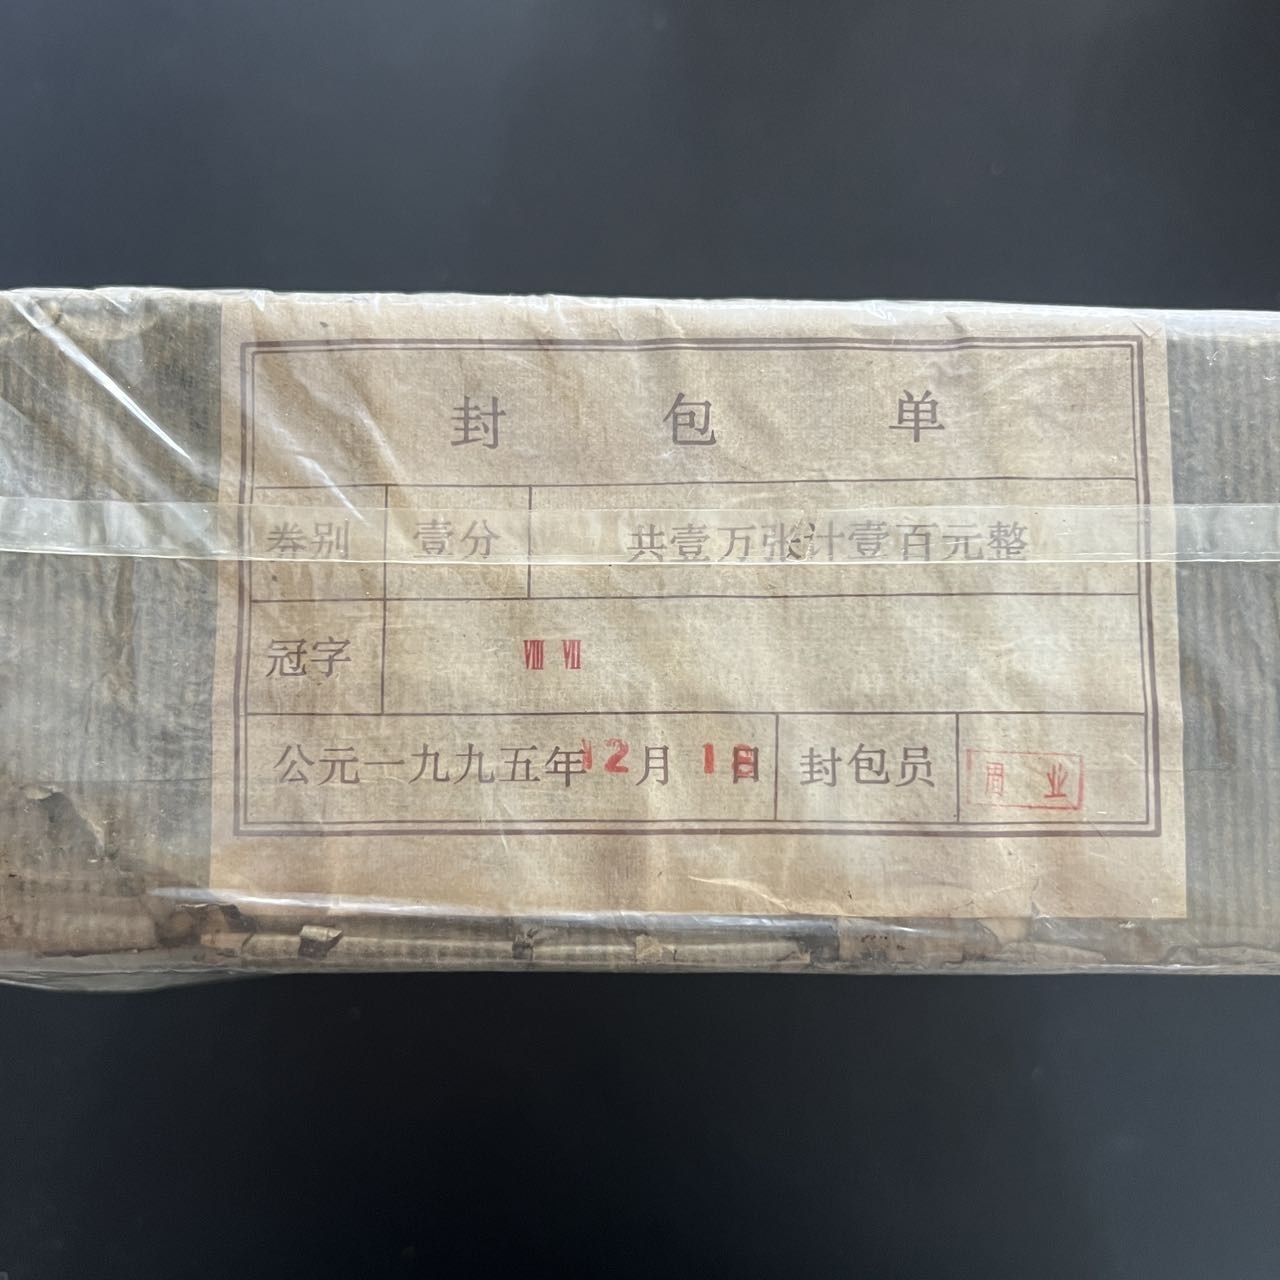 封包单
券别 壹分 共壹万张计壹百元整
冠字 Ⅷ Ⅶ
公元一九九五年12月18日 封包员 周 业